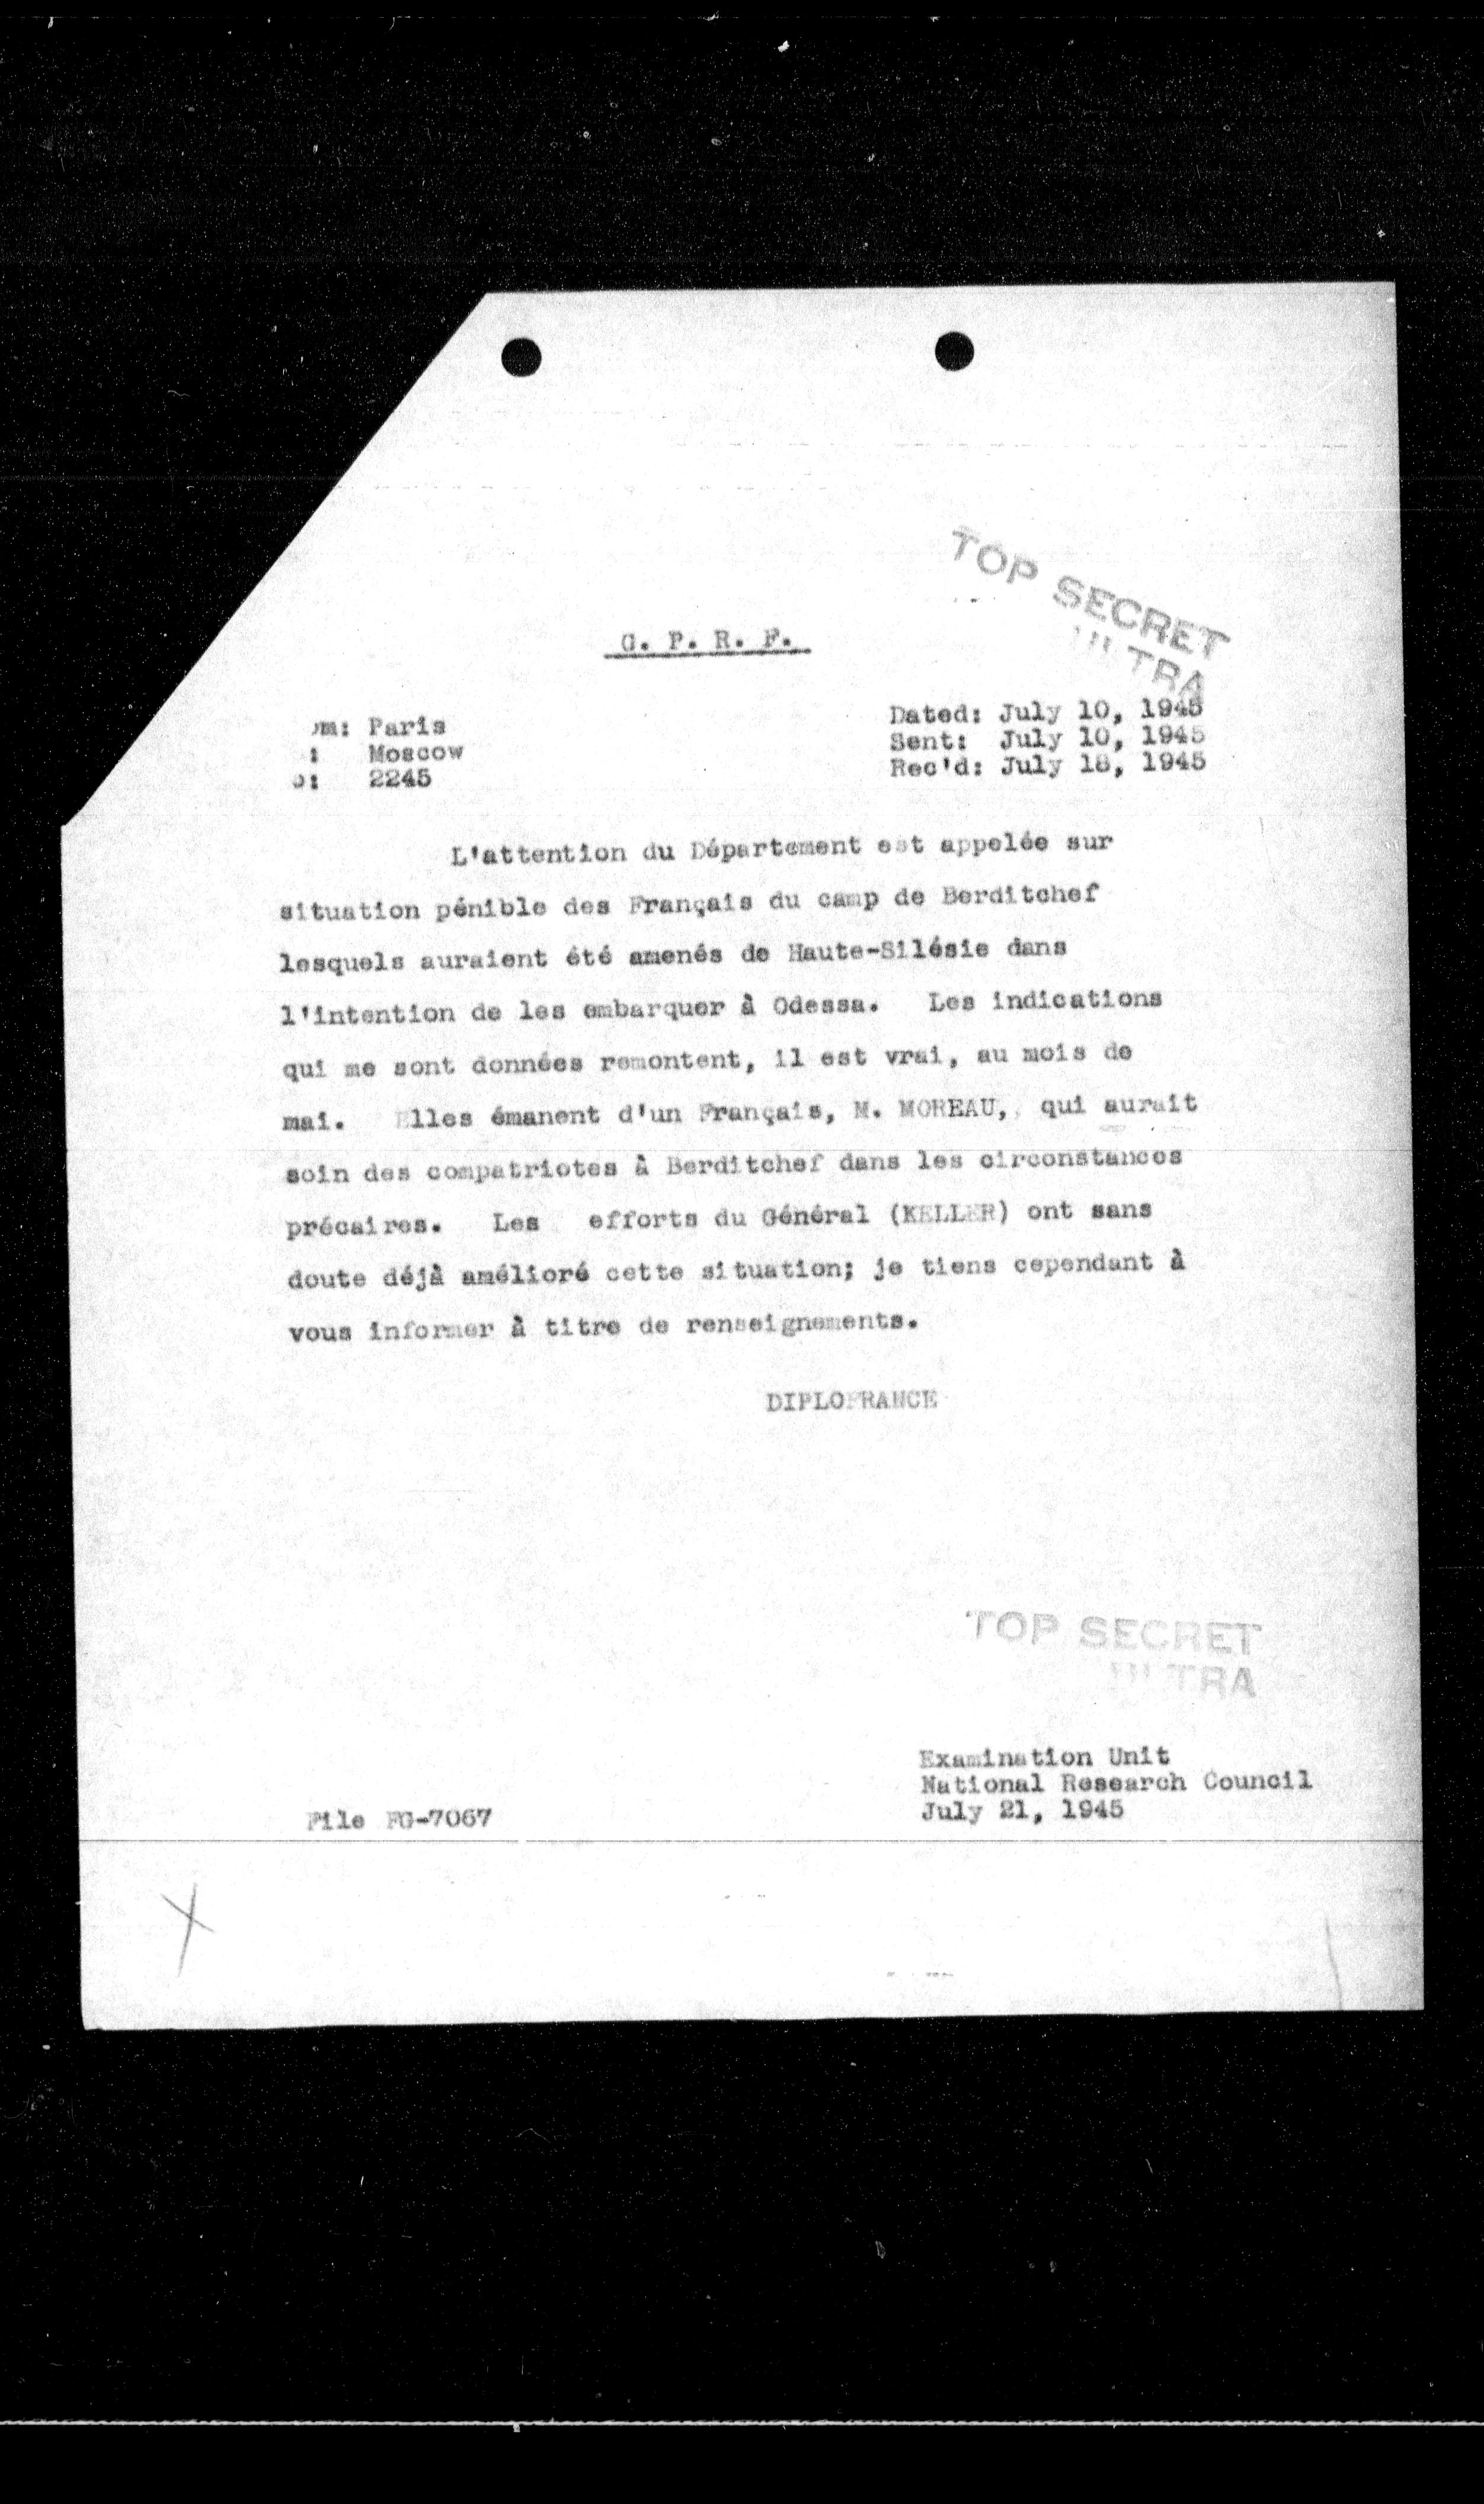 TOP SECRET
ULTRA
G. P. R. F.
om: Paris
: Moscow
o: 2245
Dated: July 10, 1945
Sent: July 10, 1945
Rec'd: July 18, 1945
L'attention du Département est appelée sur
situation pénible des Français du camp de Berditchef
lesquels auraient été amenés de Haute-Silésie dans
l'intention de les embarquer à Odessa. Les indications
qui me sont données remontent, il est vrai, au mois de
mai. Elles émanent d'un Français, M. MOREAU, qui aurait
soin des compatriotes à Berditchef dans les circonstances
précaires. Les efforts du Général (KELLER) ont sans
doute déjà amélioré cette situation; je tiens cependant à
vous informer à titre de renseignements.
DIPLOFRANCE
TOP SECRET
ULTRA
Examination Unit
National Research Council
July 21, 1945
File FG-7067